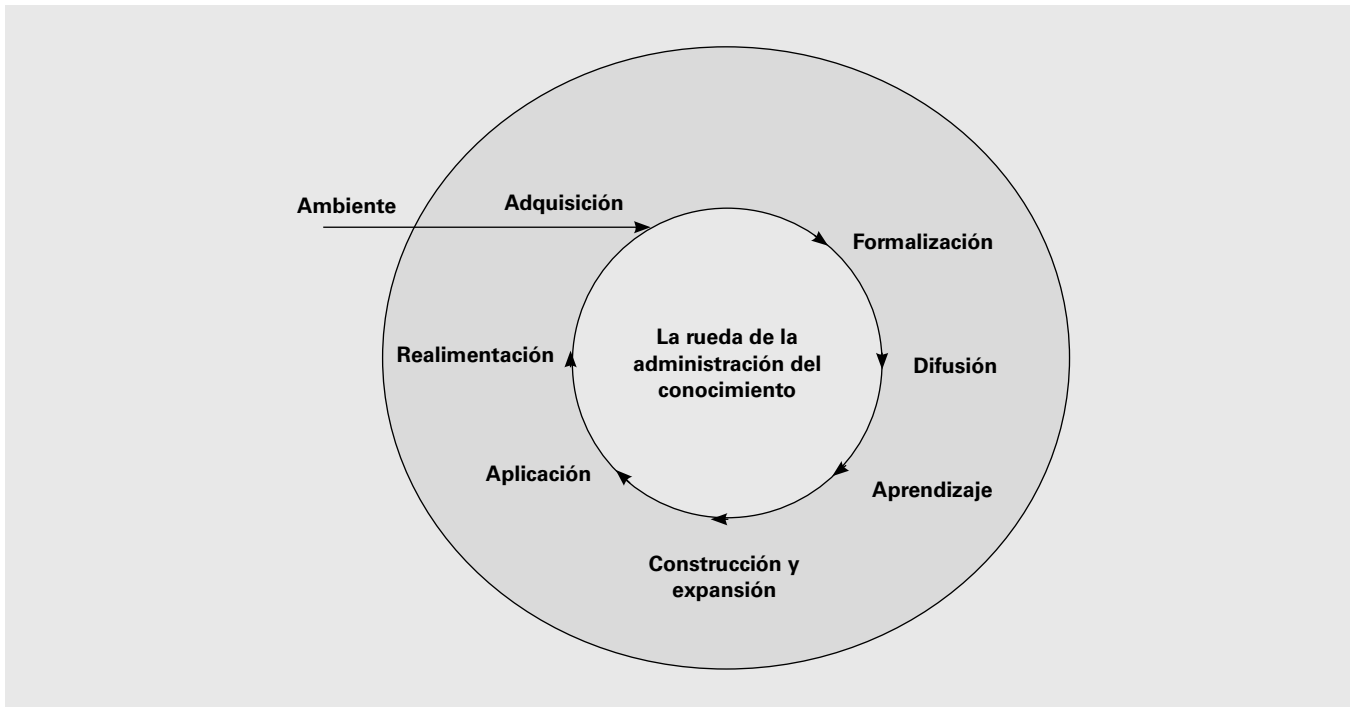 Ambiente
Adquisición
Formalización
La rueda de la
administración del
conocimiento
Realimentación
Difusión
Aplicación
Aprendizaje
Construcción y
expansión